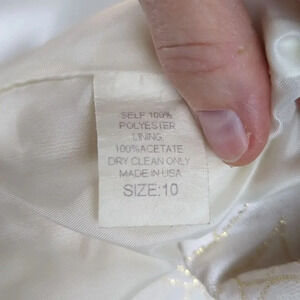 SELF 100%
POLYESTER
LINING
100% ACETATE
DRY CLEAN ONLY
MADE IN USA
SIZE: 10